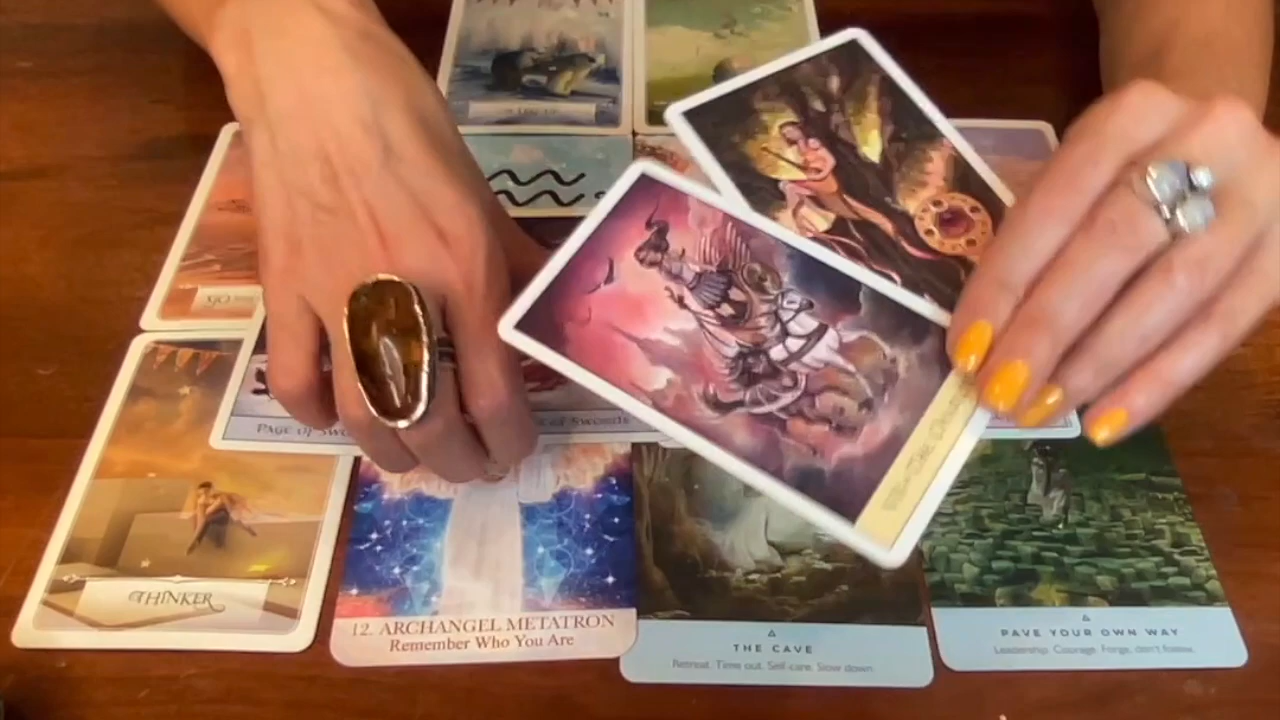 PAGE OF
of Swords
THINKER
12. ARCHANGEL METATRON
Remember Who You Are
THE CAVE
Retreat. Time out. Self-care. Slow down.
PAVE YOUR OWN WAY
Leadership. Courage. Forge, don't follow.